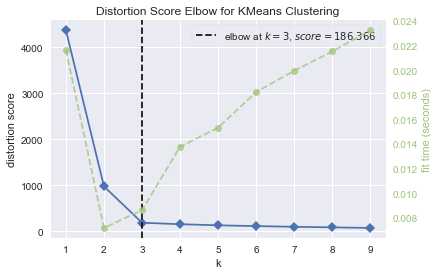 Distortion Score Elbow for KMeans Clustering
elbow at k = 3, score = 186.366
distortion score
4000
3000
2000
1000
0
1 2 3 4 5 6 7 8 9
k
0.024
0.022
0.020
0.018
0.016
0.014
0.012
0.010
0.008
fit time (seconds)